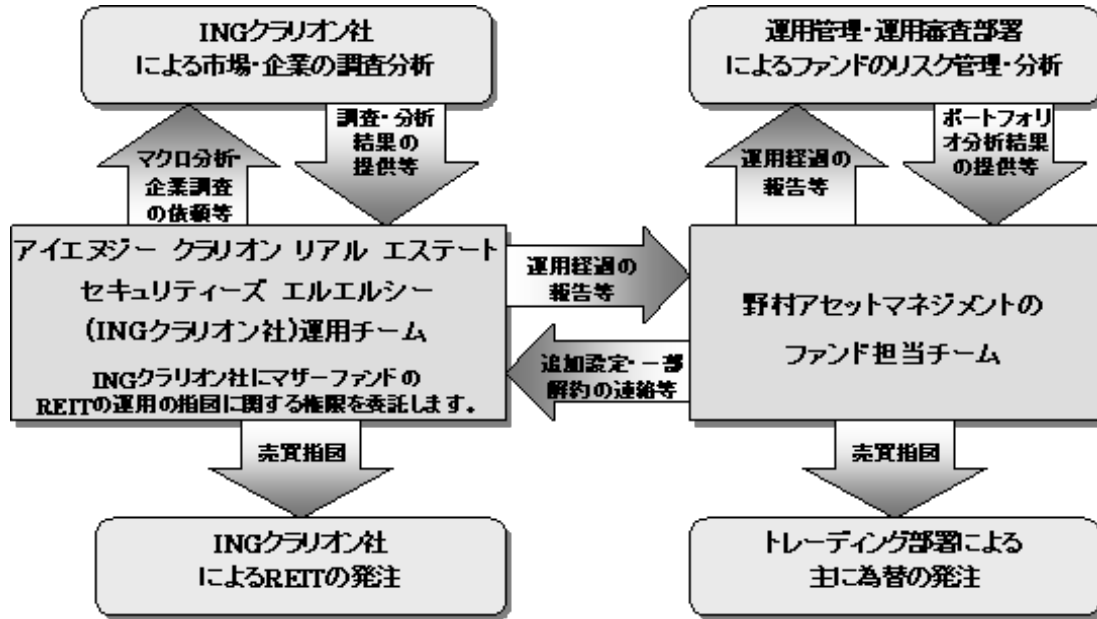 INGクラリオン社
による市場・企業の調査分析
運用管理・運用審査部署
によるファンドのリスク管理・分析
マクロ分析・
企業調査
の依頼等
調査・分析
結果の
提供等
運用経過の
報告等
ポートフォリ
オ分析結果
の提供等
アイエヌジー クラリオン リアル エステート
セキュリティーズ エルエルシー
(INGクラリオン社)運用チーム
INGクラリオン社にマザーファンドの
REITの運用の指図に関する権限を委託します。
運用経過の
報告等
追加設定・一部
解約の連絡等
野村アセットマネジメントの
ファンド担当チーム
売買指図
売買指図
INGクラリオン社
によるREITの発注
トレーディング部署による
主に為替の発注